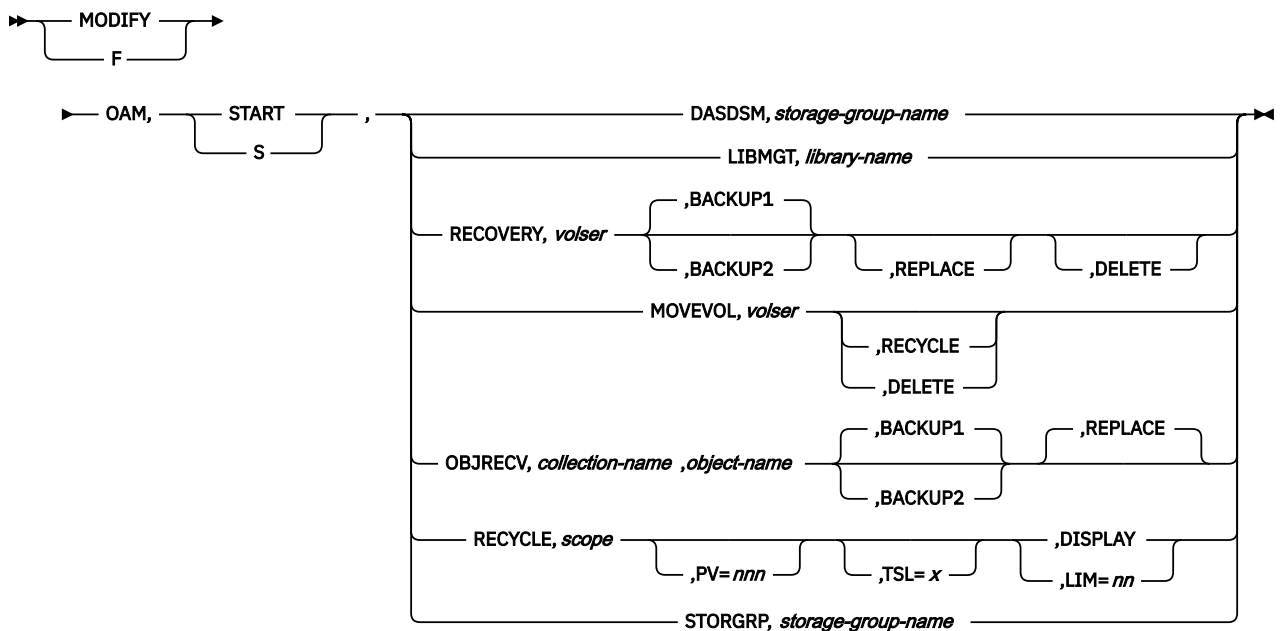 MODIFY
F
OAM, START ,
S
DASDSM, storage-group-name
LIBMGT, library-name
,BACKUP1
RECOVERY, volser
,BACKUP2 ,REPLACE ,DELETE
MOVEVOL, volser
,RECYCLE
,DELETE
,BACKUP1 ,REPLACE
OBJRECV, collection-name ,object-name
,BACKUP2
RECYCLE, scope ,DISPLAY
,PV= nnn ,TSL= x ,LIM= nn
STORGRP, storage-group-name